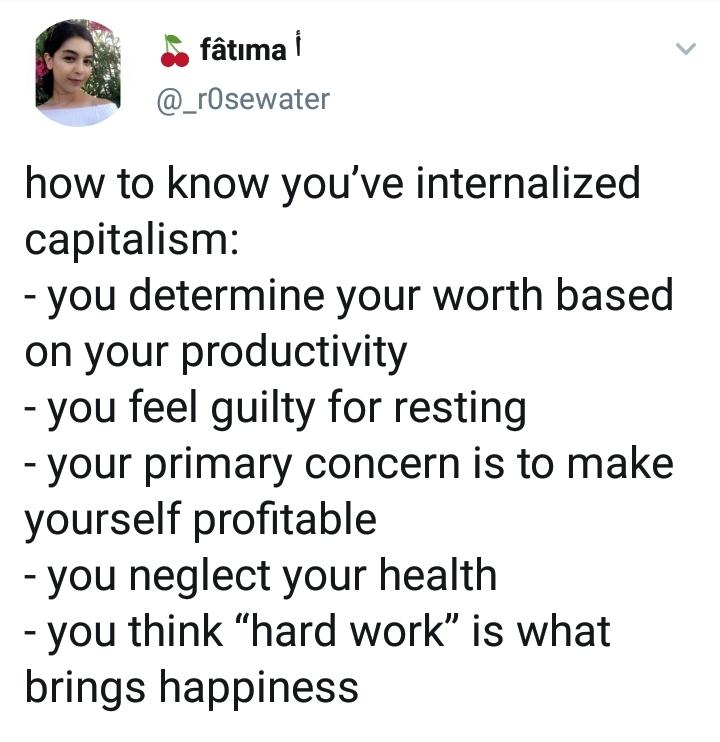 🍒 fâtıma أ
@_r0sewater
how to know you’ve internalized
capitalism:
- you determine your worth based
on your productivity
- you feel guilty for resting
- your primary concern is to make
yourself profitable
- you neglect your health
- you think “hard work” is what
brings happiness